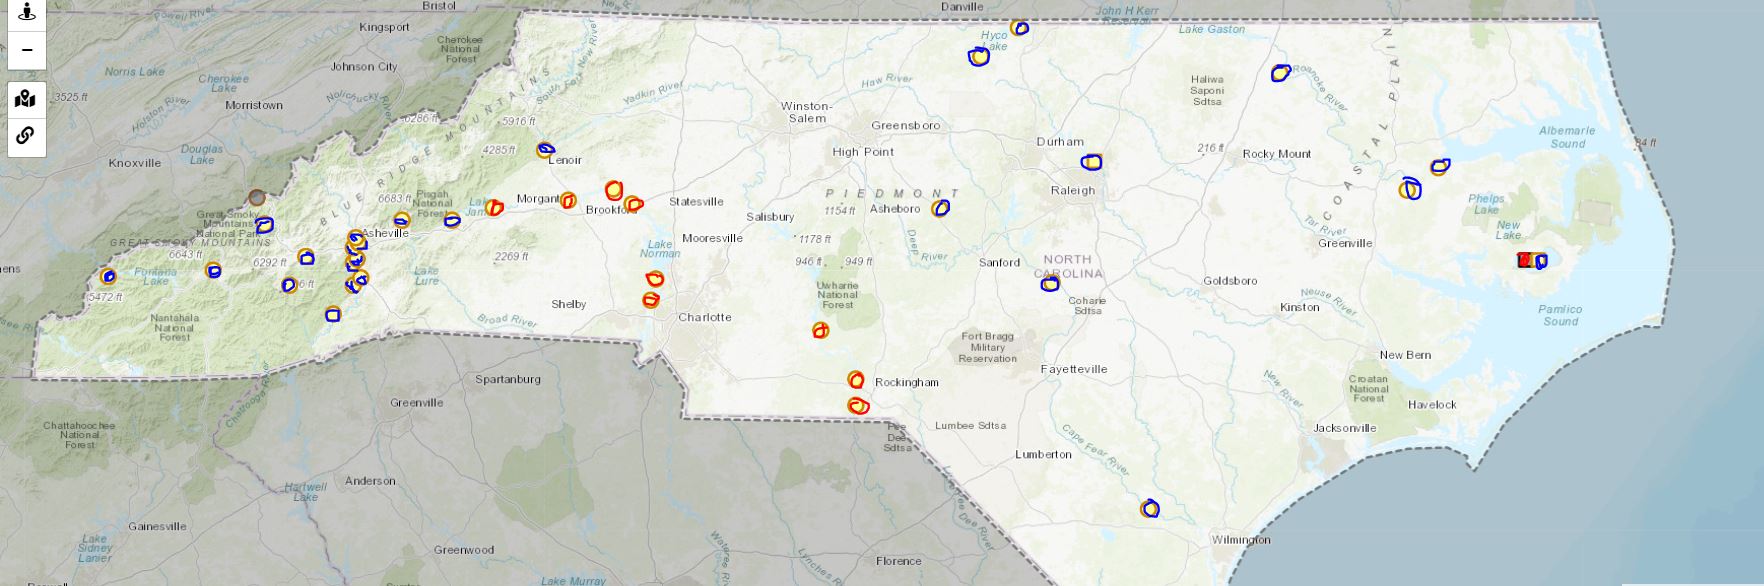 Bristol
Danville
John H Kerr
Reservoir
Powell River
Kingsport
Cherokee
National
Forest
Hyco
Lake
Lake Gaston
Norris Lake
Cherokee
Lake
Johnson City
South Fork New River
Haw River
Haliwa
Saponi
Sdtsa
Roanoke River
3525 ft
Holston River
Morristown
Nolichucky River
6286 ft
5916 ft
Yadkin River
Winston-
Salem
Greensboro
COASTAL PLAIN
Albemarle
Sound
Knoxville
Douglas
Lake
4285 ft
Lenoir
High Point
Durham
216 ft
Rocky Mount
BLUE RIDGE MOUNTAINS
6683 ft
Pisgah
National
Forest
Lake
Morgant
Brookford
Statesville
PIEDMONT
Raleigh
Great Smoky
Mountains
National Park
1154 ft
Asheboro
Salisbury
Phelps
Lake
New
Lake
Tar River
GREAT SMOKY MOUNTAINS
Asheville
6643 ft
6292 ft
2269 ft
Lake
Norman
Mooresville
1178 ft
946 ft
949 ft
Deep
River
Sanford
NORTH
CAROLINA
Greenville
Fontana
Lake
5472 ft
6 ft
Lake
Lure
Uwharrie
National
Forest
Goldsboro
Coharie
Sdtsa
Neuse River
Kinston
Pamlico
Sound
Nantahala
National
Forest
Broad River
Shelby
Charlotte
Fort Bragg
Military
Reservation
New Bern
Fayetteville
Spartanburg
Rockingham
New River
Croatan
National
Forest
Chattooga River
Greenville
Havelock
Chattahoochee
National
Forest
Pee
Dee
Sdtsa
Lumbee Sdtsa
Cape Fear River
Jacksonville
Lumberton
Anderson
Hartwell
Lake
Little Pee Dee River
Gainesville
Lake
Sidney
Lanier
Greenwood
Wateree River
Lynches River
Florence
Wilmington
Lake Murray